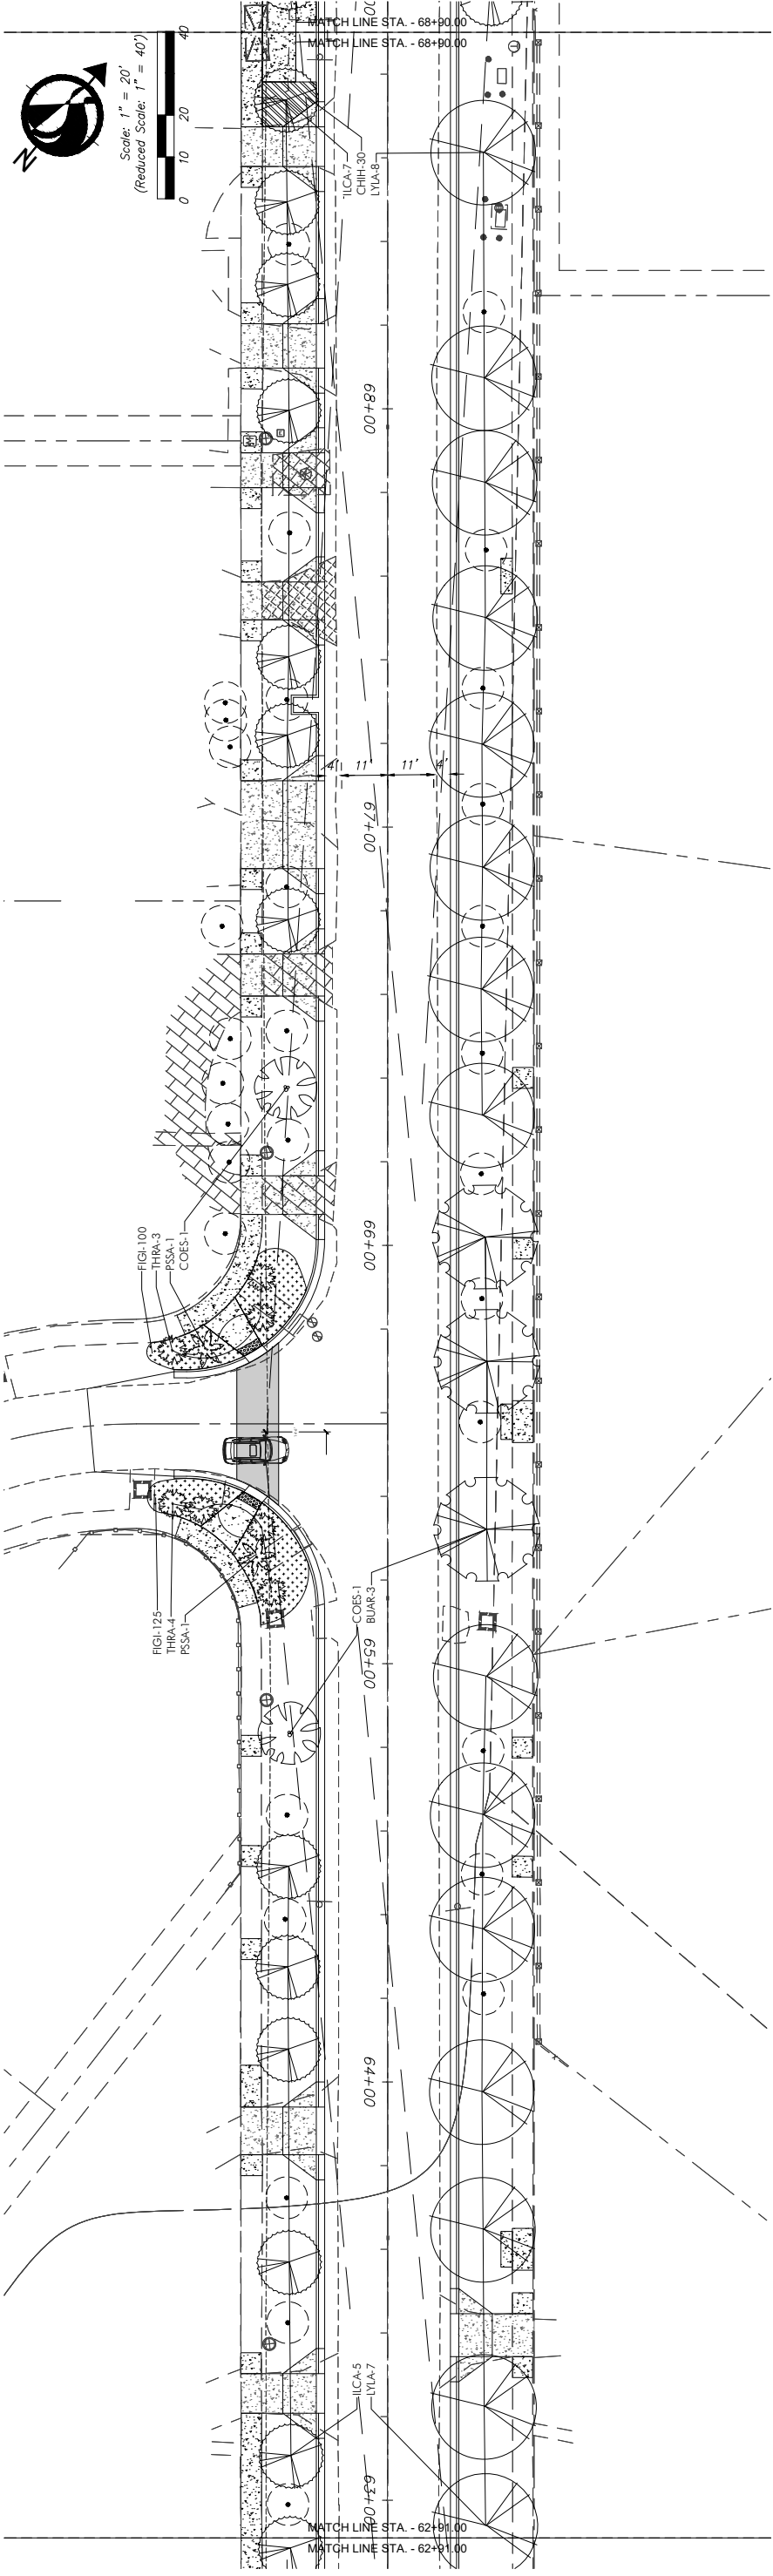 MATCH LINE STA. - 68+90.00
MATCH LINE STA. - 68+90.00
N
Scale: 1" = 20'
(Reduced Scale: 1" = 40')
0 10 20 40
ILCA-7
CHIH-30
LYLA-8
68+00
4' 11' 11' 4'
67+00
FIGI-100
THRA-3
PSSA-1
COES-1
66+00
FIGI-125
THRA-4
PSSA-1
COES-1
BUAR-3
65+00
64+00
ILCA-5
LYLA-7
63+00
MATCH LINE STA. - 62+91.00
MATCH LINE STA. - 62+91.00